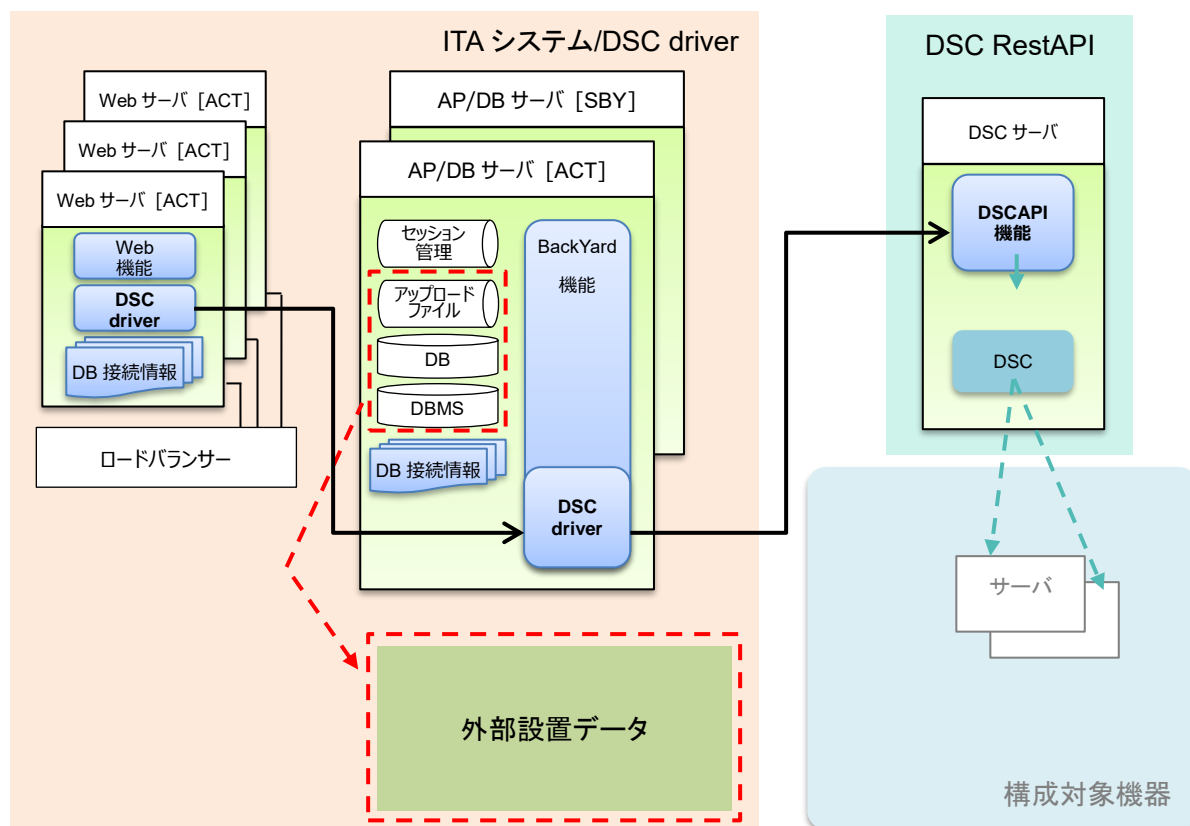 ITA システム/DSC driver
Web サーバ [ACT]
Web サーバ [ACT]
Web サーバ [ACT]
Web
機能
DSC
driver
DB 接続情報
ロードバランサー
AP/DB サーバ [SBY]
AP/DB サーバ [ACT]
セッション
管理
アップロード
ファイル
DB
DBMS
DB 接続情報
BackYard
機能
DSC
driver
外部設置データ
DSC RestAPI
DSC サーバ
DSCAPI
機能
DSC
サーバ
構成対象機器